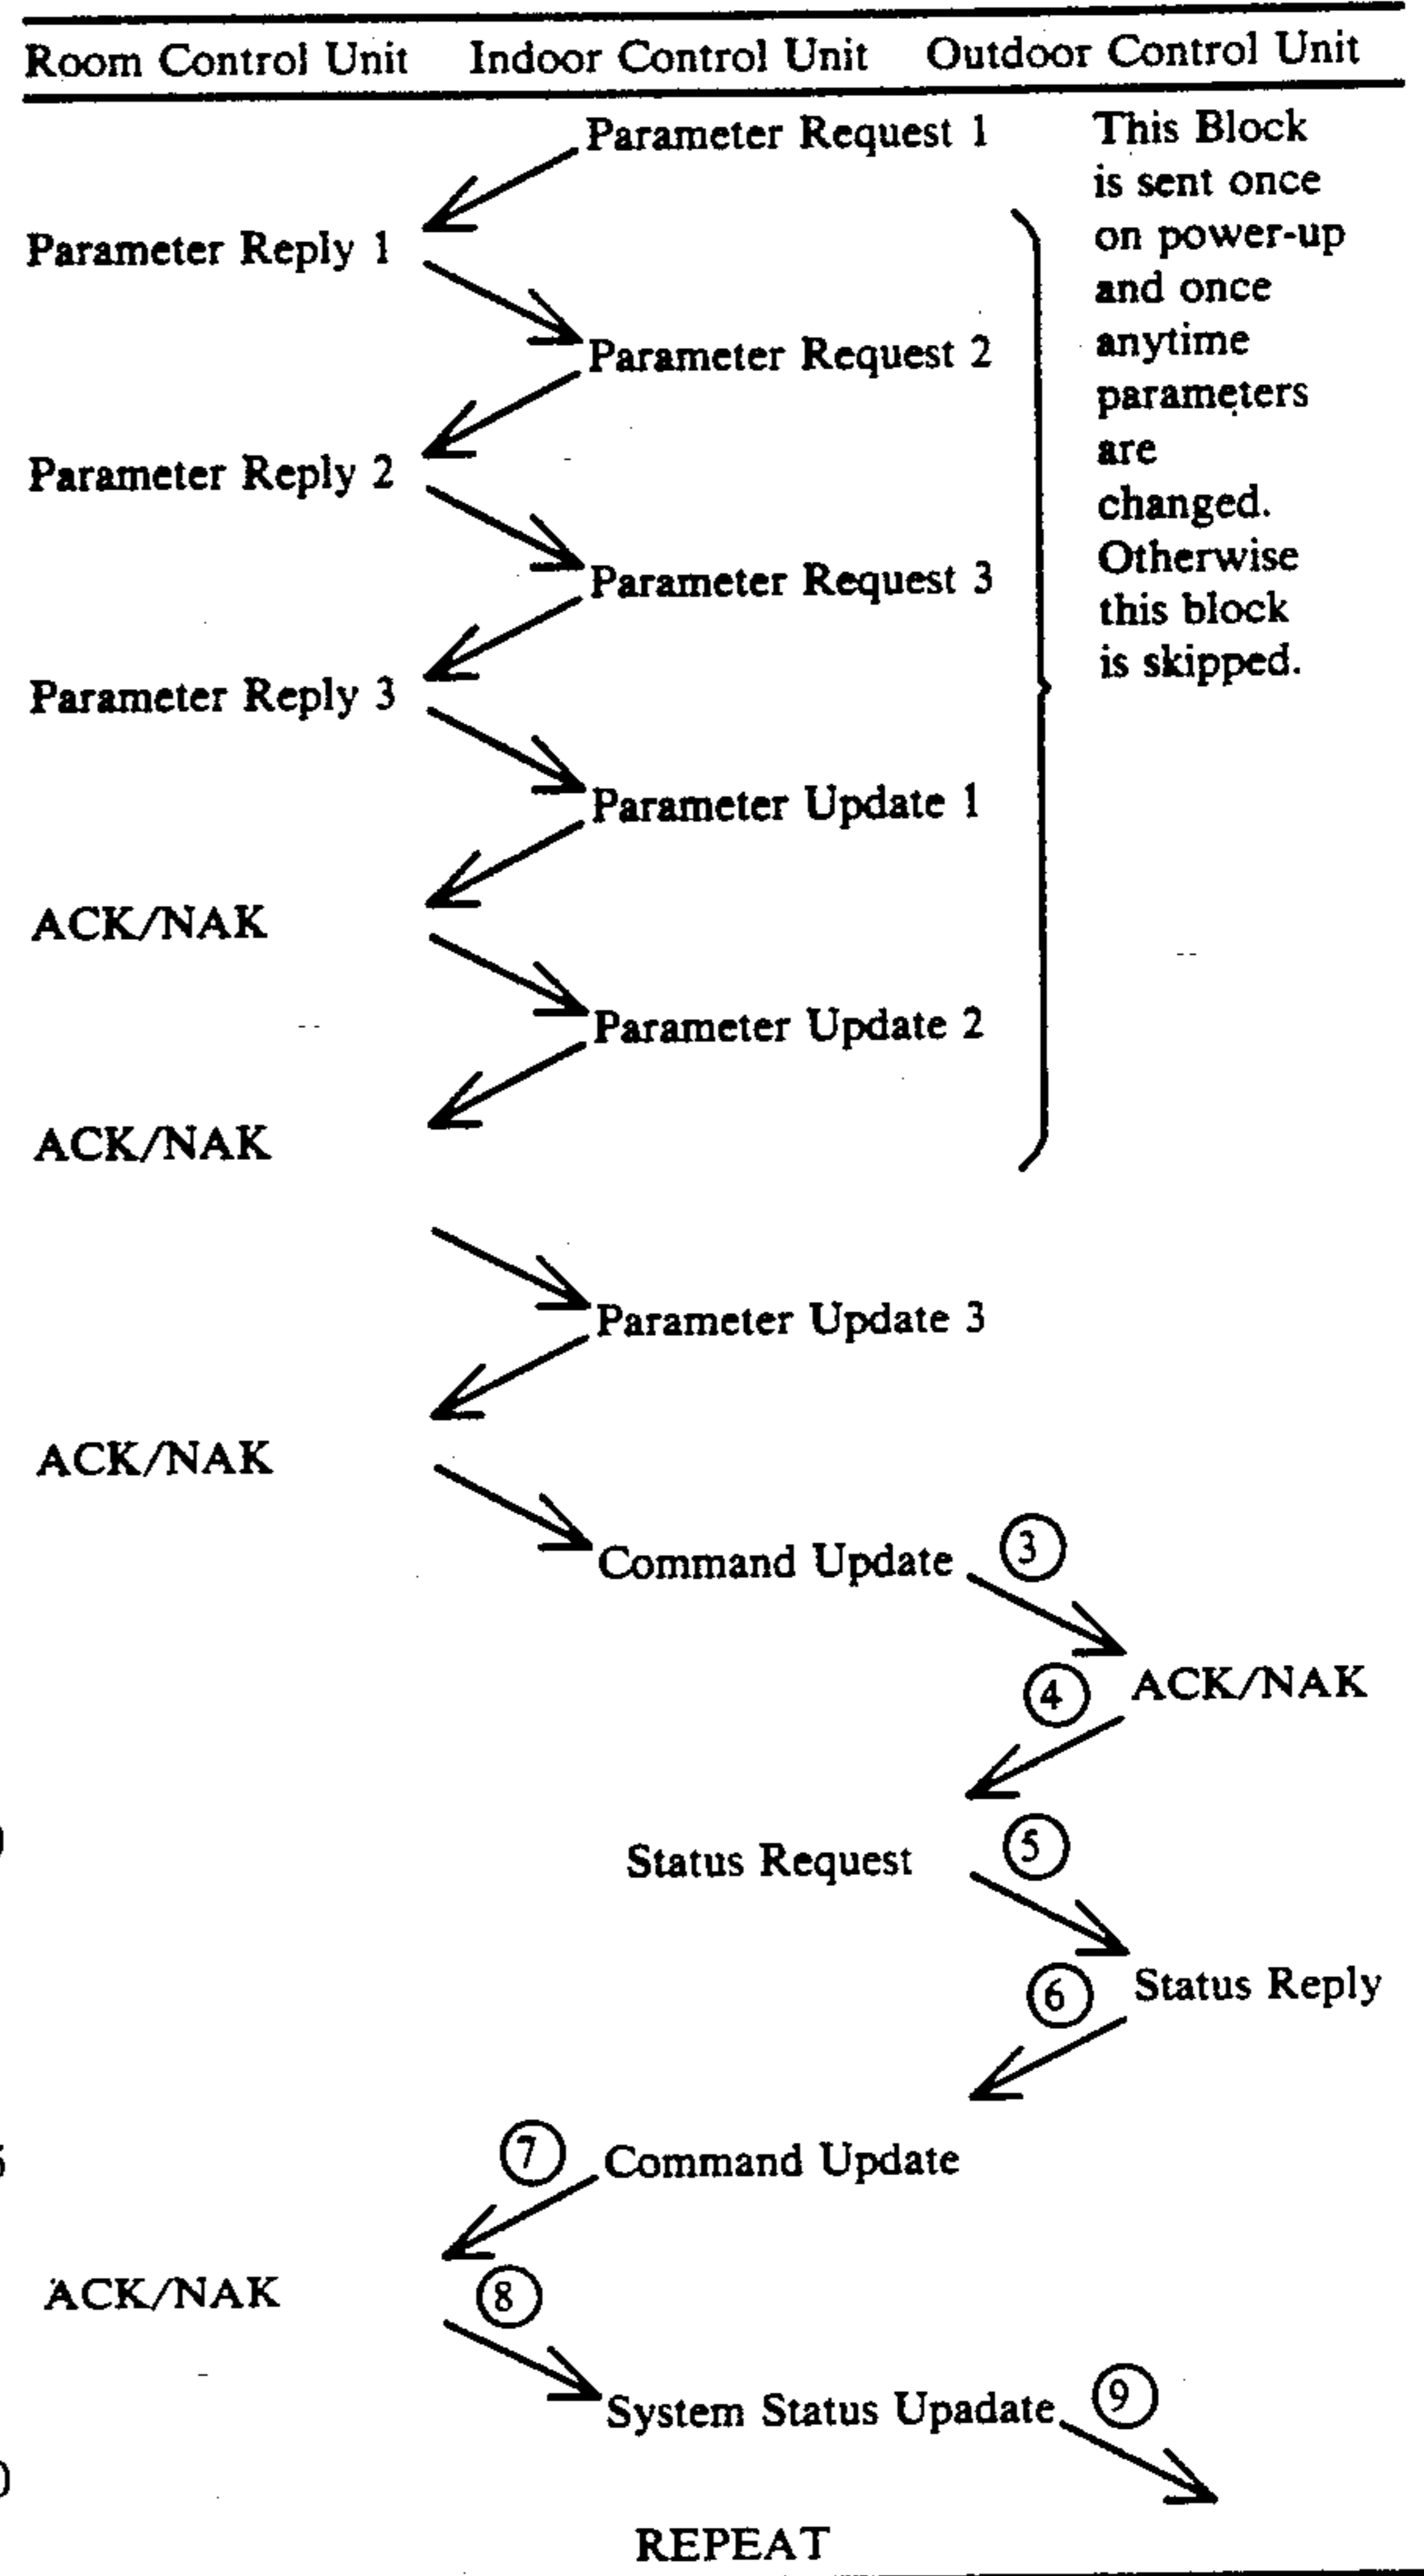 Room Control Unit Indoor Control Unit Outdoor Control Unit
Parameter Request 1
This Block
is sent once
on power-up
and once
anytime
parameters
are
changed.
Otherwise
this block
is skipped.
Parameter Reply 1
Parameter Request 2
Parameter Reply 2
Parameter Request 3
Parameter Reply 3
Parameter Update 1
ACK/NAK
Parameter Update 2
ACK/NAK
Parameter Update 3
ACK/NAK
Command Update 3
4 ACK/NAK
Status Request 5
6 Status Reply
7 Command Update
ACK/NAK 8
System Status Upadate 9
REPEAT